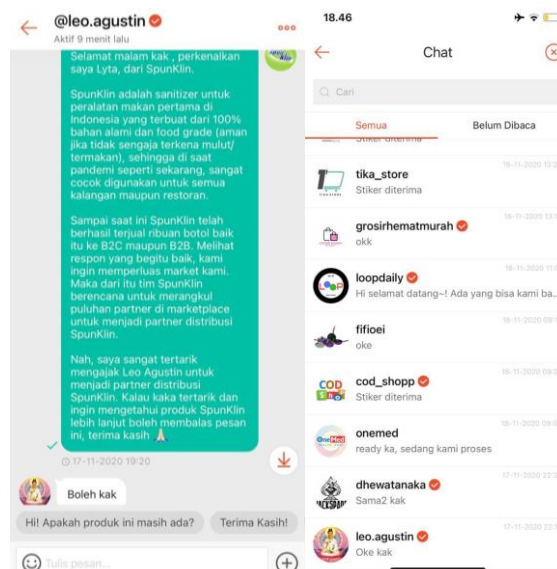 @leo.agustin
Aktif 9 menit lalu
Selamat malam kak , perkenalkan
saya Lyta, dari SpunKlin.
SpunKlin adalah sanitizer untuk
peralatan makan pertama di
Indonesia yang terbuat dari 100%
bahan alami dan food grade (aman
jika tidak sengaja terkena mulut/
termakan), sehingga di saat
pandemi seperti sekarang, sangat
cocok digunakan untuk semua
kalangan maupun restoran.
Sampai saat ini SpunKlin telah
berhasil terjual ribuan botol baik
itu ke B2C maupun B2B. Melihat
respon yang begitu baik, kami
ingin memperluas market kami.
Maka dari itu tim SpunKlin
berencana untuk merangkul
puluhan partner di marketplace
untuk menjadi partner distribusi
SpunKlin.
Nah, saya sangat tertarik
mengajak Leo Agustin untuk
menjadi partner distribusi
SpunKlin. Kalau kaka tertarik dan
ingin mengetahui produk SpunKlin
lebih lanjut boleh membalas pesan
ini, terima kasih 🙏
17-11-2020 19:20
Boleh kak
Hi! Apakah produk ini masih ada?
Terima Kasih!
Tulis pesan...
18.46
Chat
Cari
Semua
Belum Dibaca
Stiker diterima
tika_store
Stiker diterima
grosirhematmurah
okk
LOOP
loopdaily
Hi selamat datang~! Ada yang bisa kami ba...
fifioei
oke
COD
cod_shopp
Stiker diterima
OneMed
onemed
ready ka, sedang kami proses
dhewatanaka
Sama2 kak
leo.agustin
Oke kak